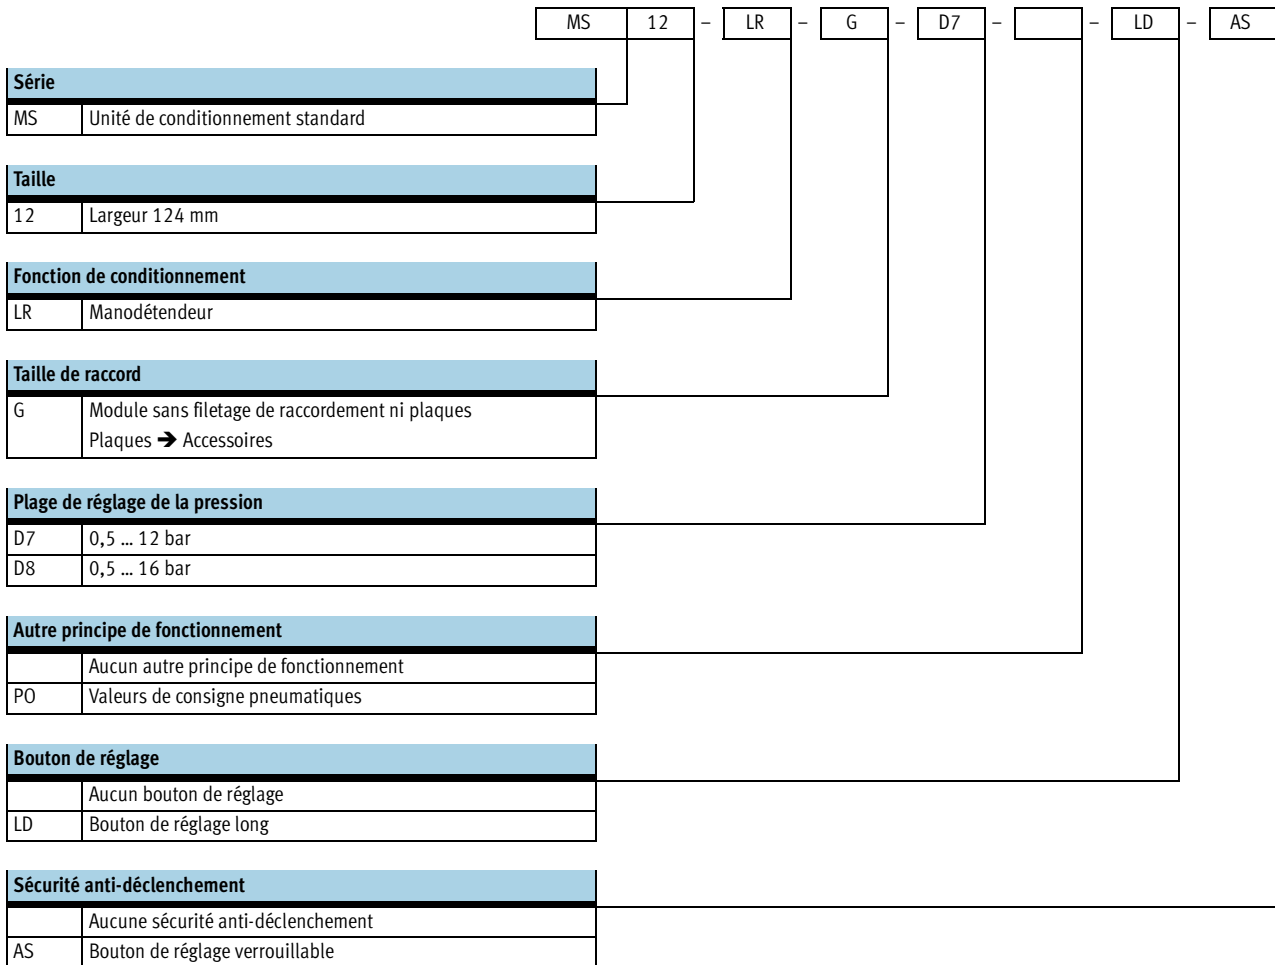 MS 12 – LR – G – D7 – – LD – AS
Série
MS Unité de conditionnement standard
Taille
12 Largeur 124 mm
Fonction de conditionnement
LR Manodétendeur
Taille de raccord
G Module sans filetage de raccordement ni plaques
Plaques ➔ Accessoires
Plage de réglage de la pression
D7 0,5 … 12 bar
D8 0,5 … 16 bar
Autre principe de fonctionnement
Aucun autre principe de fonctionnement
PO Valeurs de consigne pneumatiques
Bouton de réglage
Aucun bouton de réglage
LD Bouton de réglage long
Sécurité anti-déclenchement
Aucune sécurité anti-déclenchement
AS Bouton de réglage verrouillable